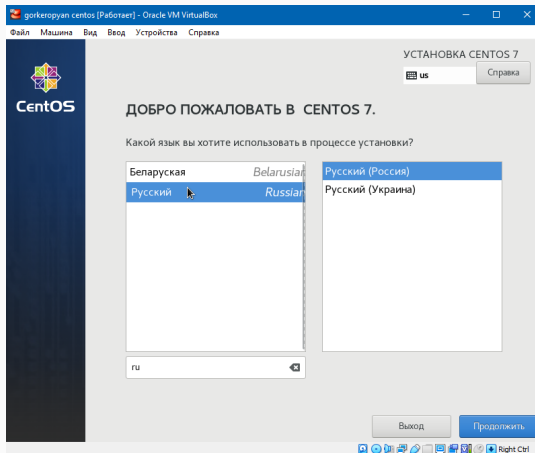 gorkeropyan centos [Работает] - Oracle VM VirtualBox
Файл Машина Вид Ввод Устройства Справка
УСТАНОВКА CENTOS 7
us
Справка
CentOS
ДОБРО ПОЖАЛОВАТЬ В CENTOS 7.
Какой язык вы хотите использовать в процессе установки?
Беларуская Belarusian
Русский Russian
Русский (Россия)
Русский (Украина)
ru
Выход
Продолжить
Right Ctrl